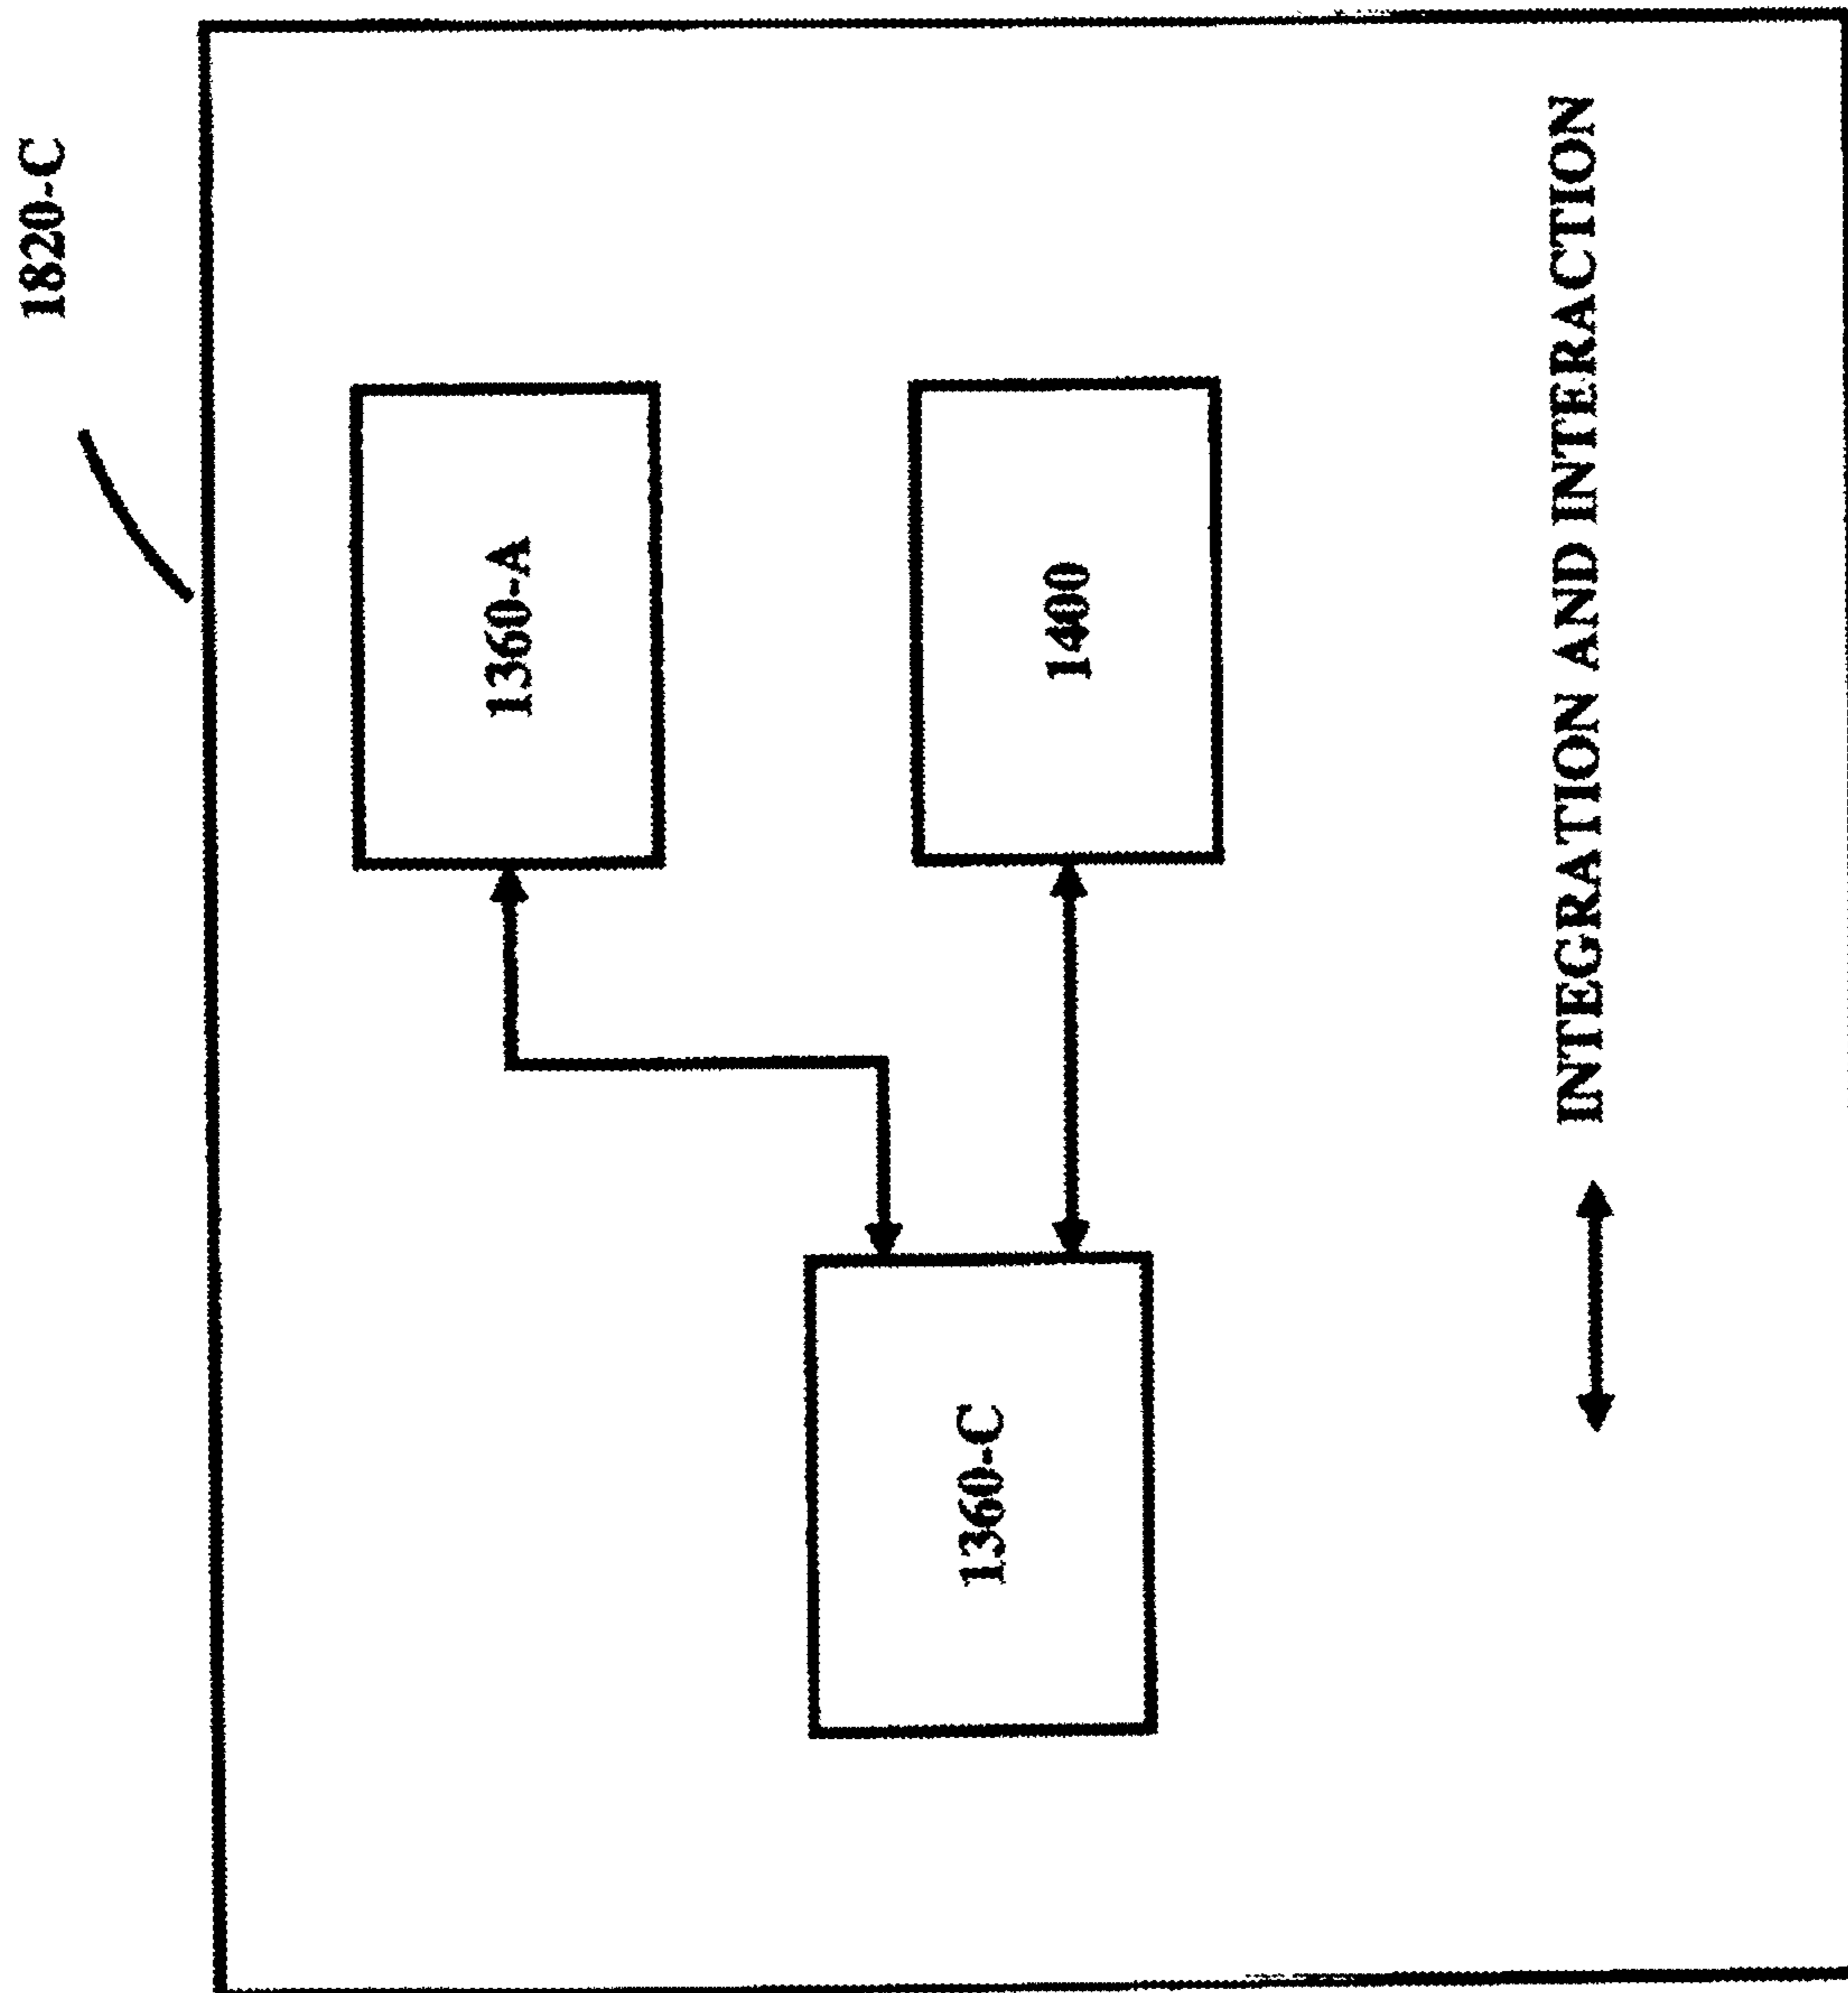 1820-C
1360-A
1400
1360-C
INTEGRATION AND INTERACTION